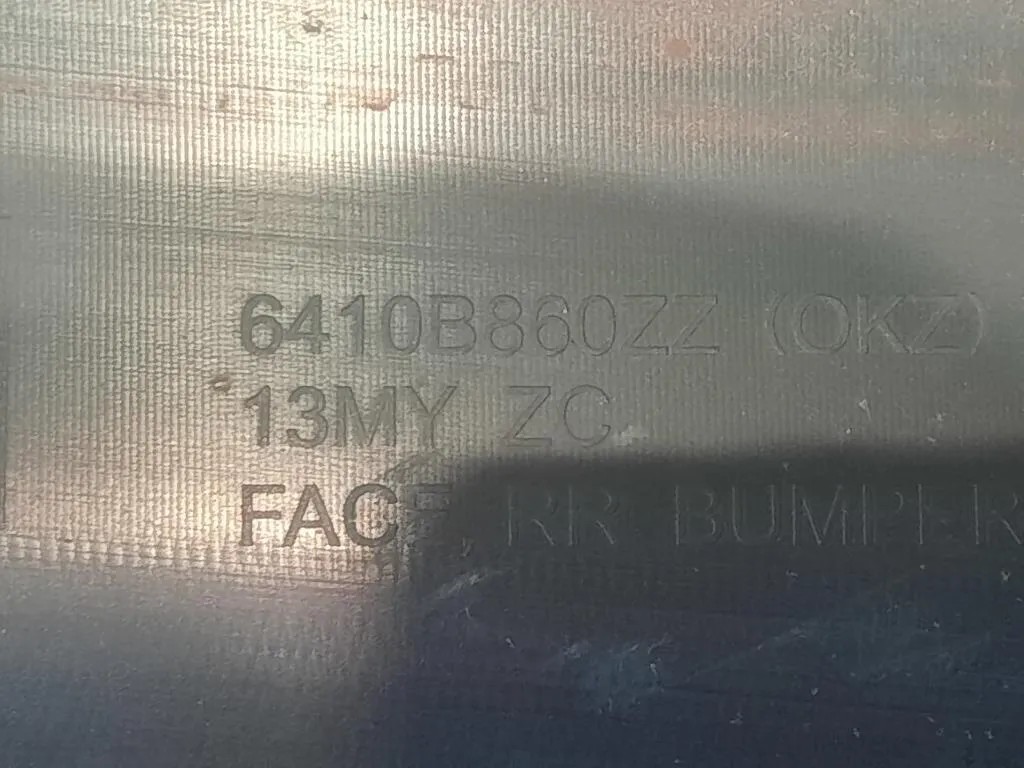 6410B860ZZ (OKZ)
13MY ZC
FACE RR BUMPER